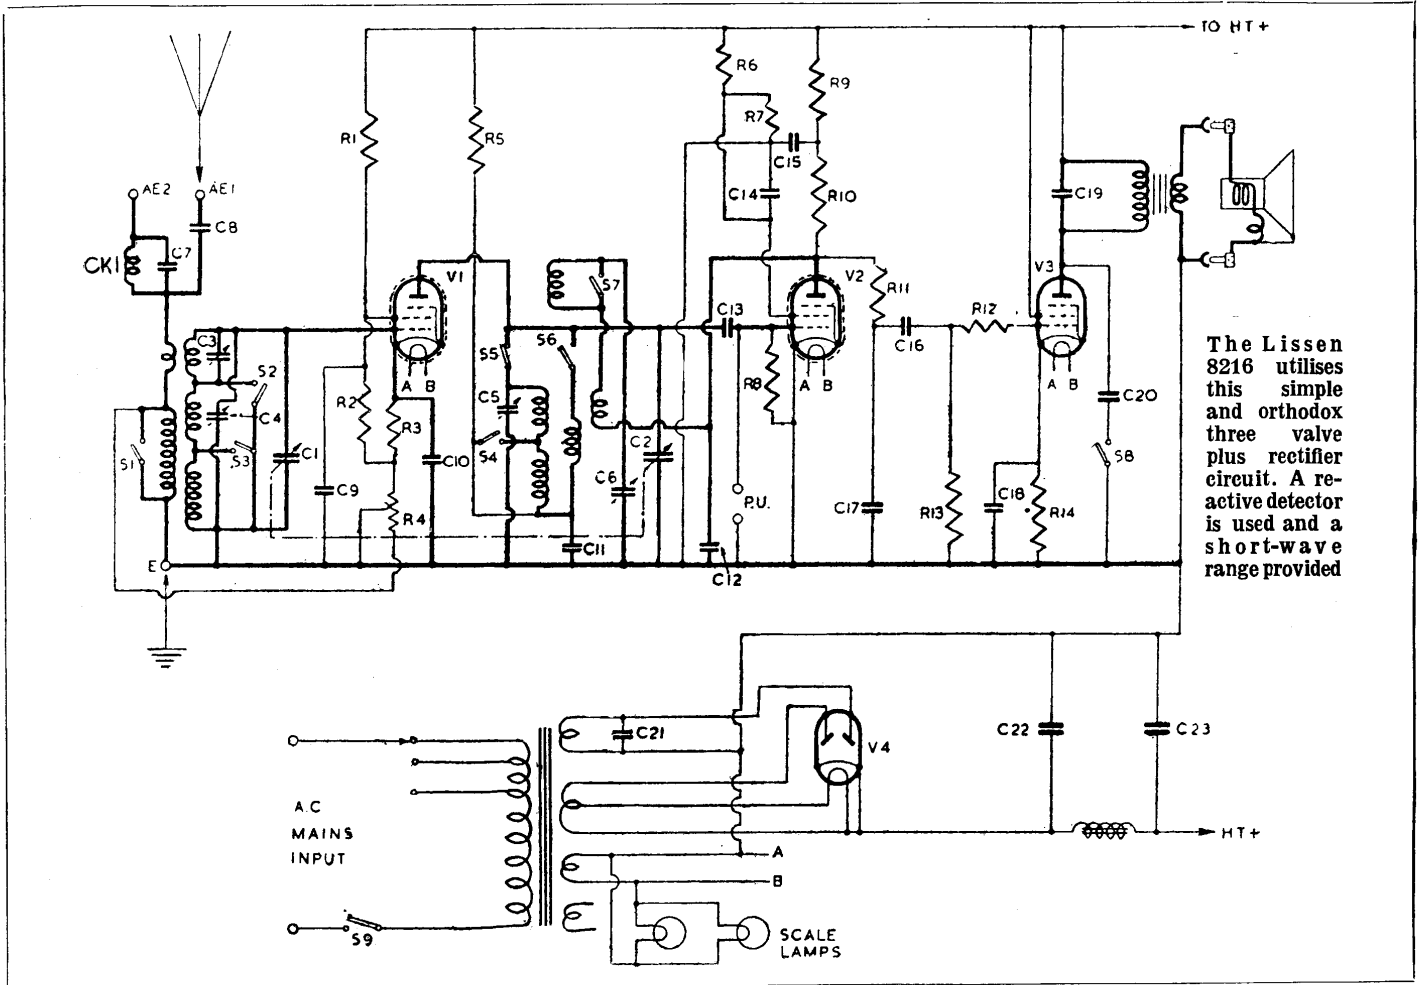 TO HT+
R6
R9
R1
R5
R7
C15
AE2
AE1
C14
R10
C19
C8
C7
CK1
V1
S7
V2
V3
R11
C13
R12
C3
S5
S6
C16
The Lissen
8216 utilises
this simple
and orthodox
three valve
plus rectifier
circuit. A re-
active detector
is used and a
short-wave
range provided
S2
A B
R8
A B
A B
C20
C4
R2
R3
C5
C2
S1
S3
C1
S4
C10
C6
S8
C9
R4
P.U.
C17
R13
C18
R14
C11
E
C12
C21
V4
C22
C23
A.C
MAINS
INPUT
HT+
A
B
S9
SCALE
LAMPS